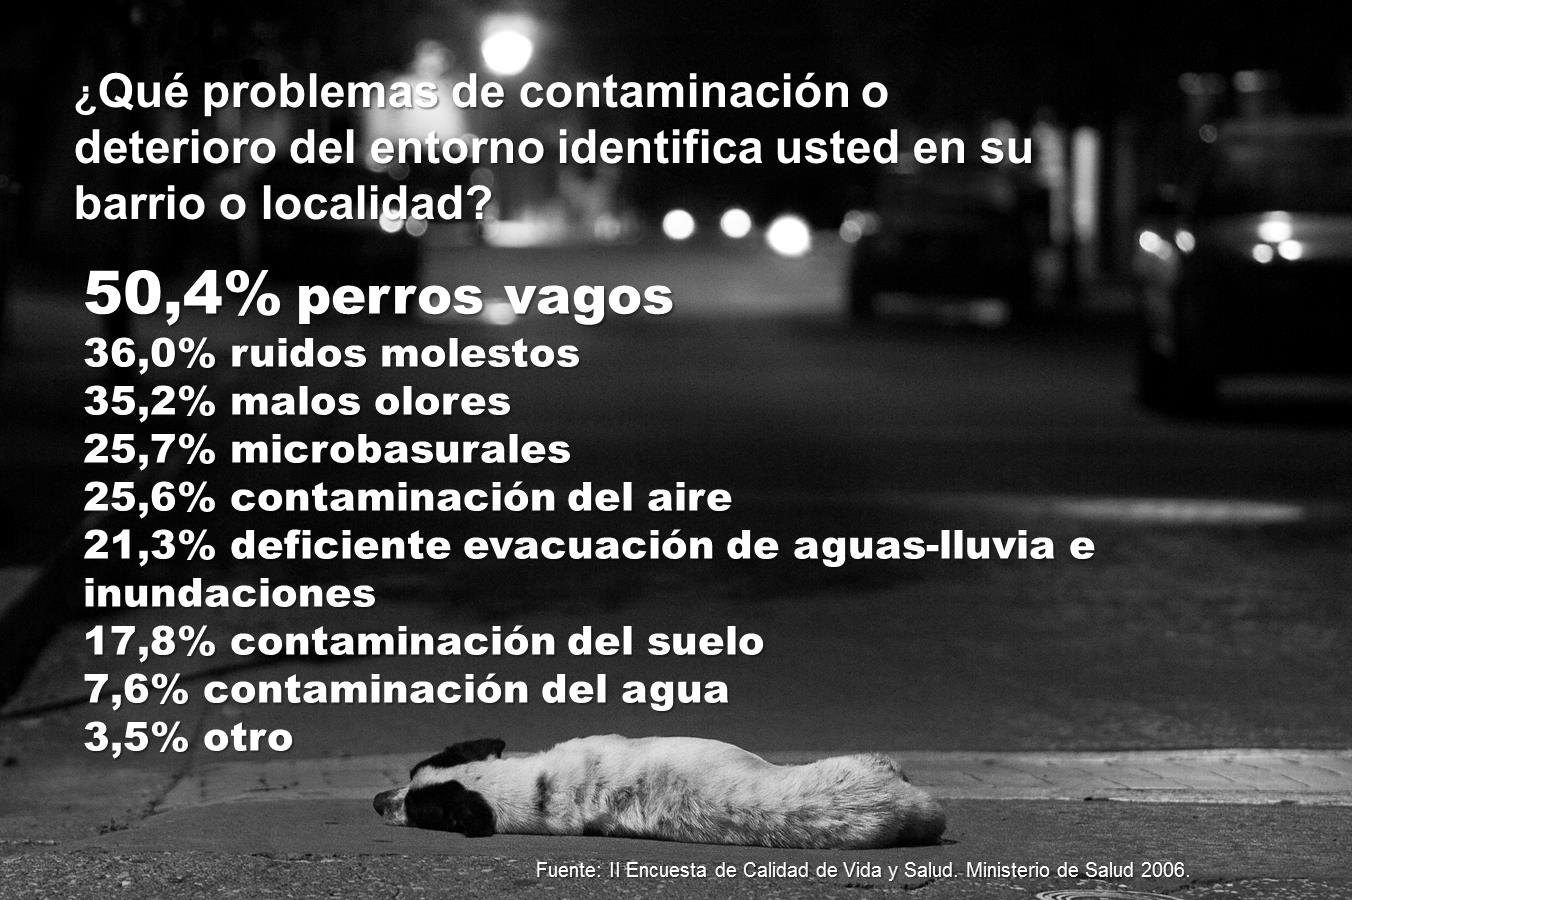 ¿Qué problemas de contaminación o
deterioro del entorno identifica usted en su
barrio o localidad?
50,4% perros vagos
36,0% ruidos molestos
35,2% malos olores
25,7% microbasurales
25,6% contaminación del aire
21,3% deficiente evacuación de aguas-lluvia e
inundaciones
17,8% contaminación del suelo
7,6% contaminación del agua
3,5% otro
Fuente: II Encuesta de Calidad de Vida y Salud. Ministerio de Salud 2006.